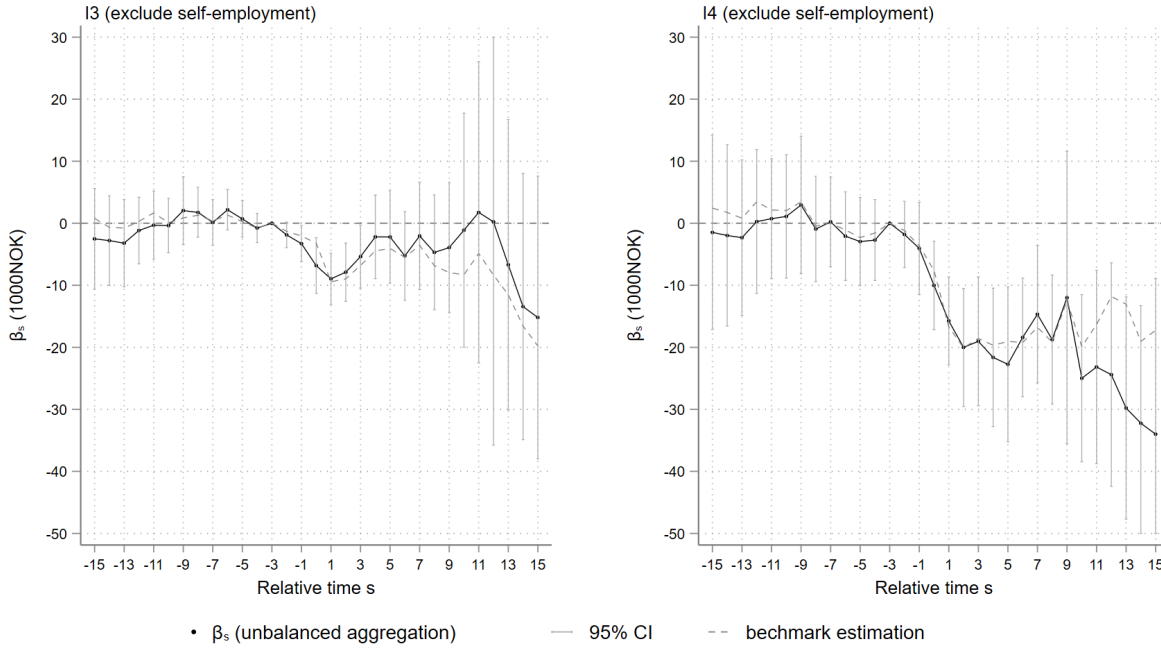 I3 (exclude self-employment)
30
20
10
0
-10
-20
-30
-40
-50
βₛ (1000NOK)
-15 -13 -11 -9 -7 -5 -3 -1 1 3 5 7 9 11 13 15
Relative time s
I4 (exclude self-employment)
30
20
10
0
-10
-20
-30
-40
-50
βₛ (1000NOK)
-15 -13 -11 -9 -7 -5 -3 -1 1 3 5 7 9 11 13 15
Relative time s
βₛ (unbalanced aggregation) 95% CI bechmark estimation